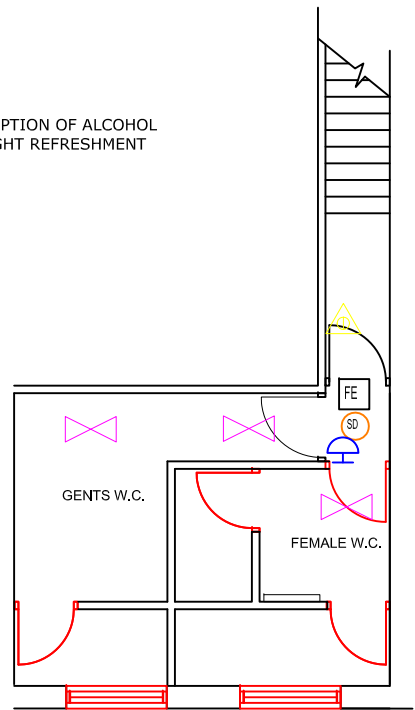 PTION OF ALCOHOL
GHT REFRESHMENT
FE
SD
GENTS W.C.
FEMALE W.C.